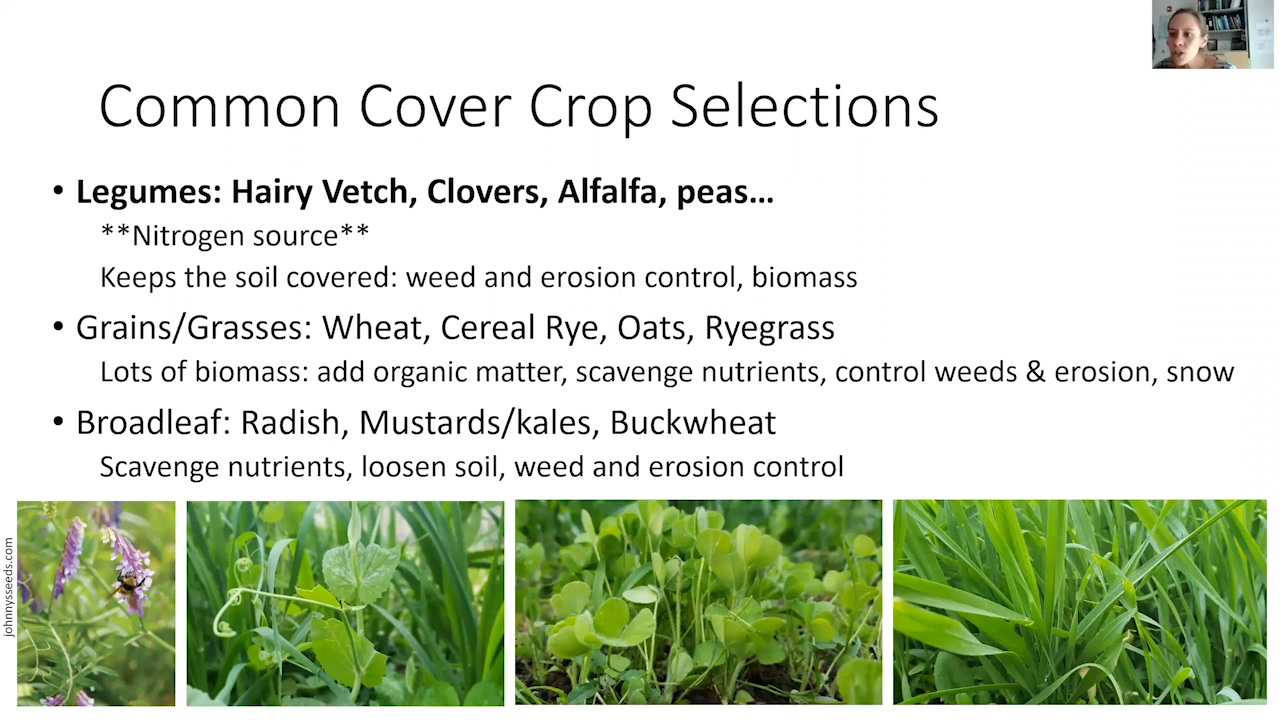 Common Cover Crop Selections
• Legumes: Hairy Vetch, Clovers, Alfalfa, peas…
**Nitrogen source**
Keeps the soil covered: weed and erosion control, biomass
• Grains/Grasses: Wheat, Cereal Rye, Oats, Ryegrass
Lots of biomass: add organic matter, scavenge nutrients, control weeds & erosion, snow
• Broadleaf: Radish, Mustards/kales, Buckwheat
Scavenge nutrients, loosen soil, weed and erosion control
johnnysseeds.com